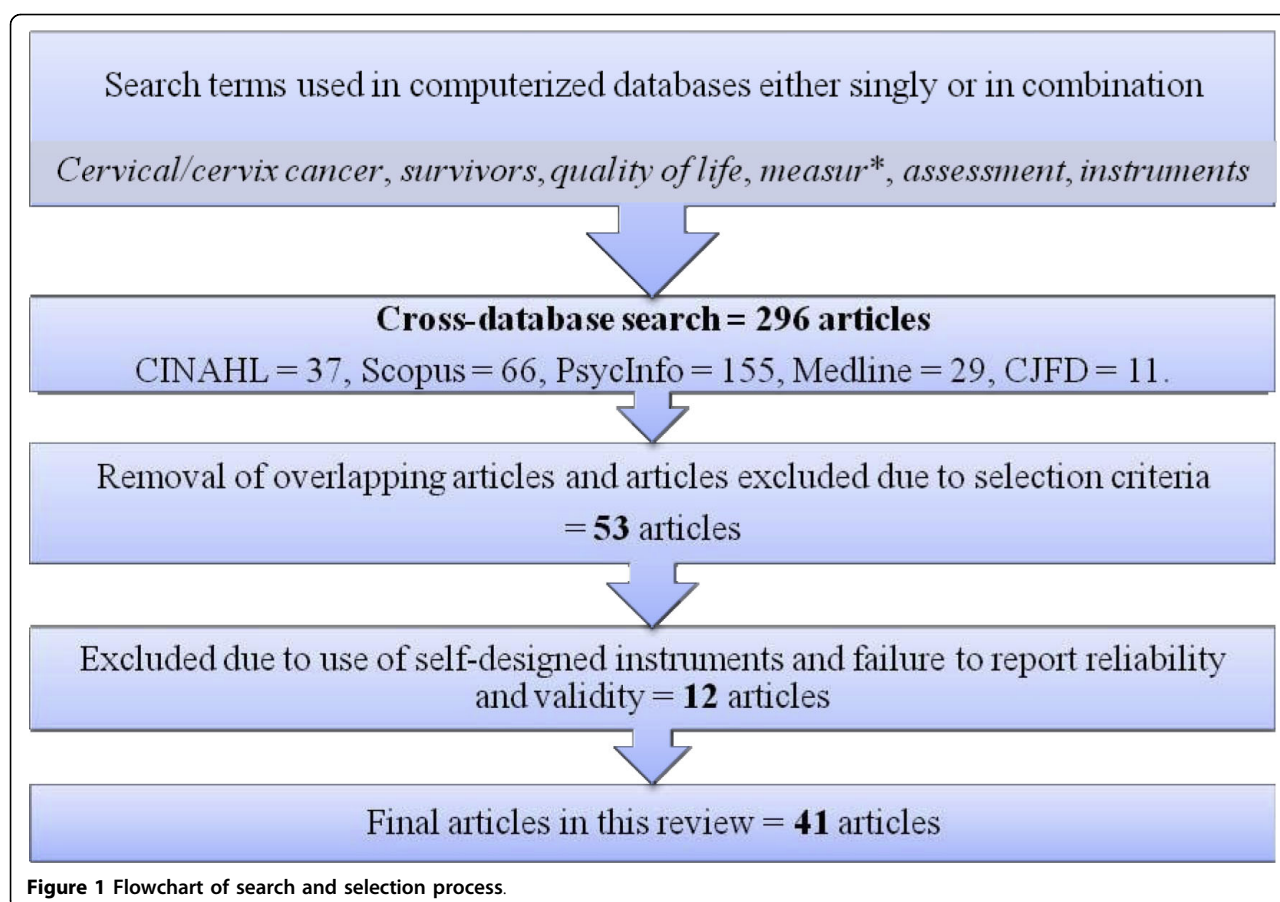 Search terms used in computerized databases either singly or in combination
Cervical/cervix cancer, survivors, quality of life, measur*, assessment, instruments
Cross-database search = 296 articles
CINAHL = 37, Scopus = 66, PsycInfo = 155, Medline = 29, CJFD = 11.
Removal of overlapping articles and articles excluded due to selection criteria
= 53 articles
Excluded due to use of self-designed instruments and failure to report reliability
and validity = 12 articles
Final articles in this review = 41 articles
Figure 1 Flowchart of search and selection process.